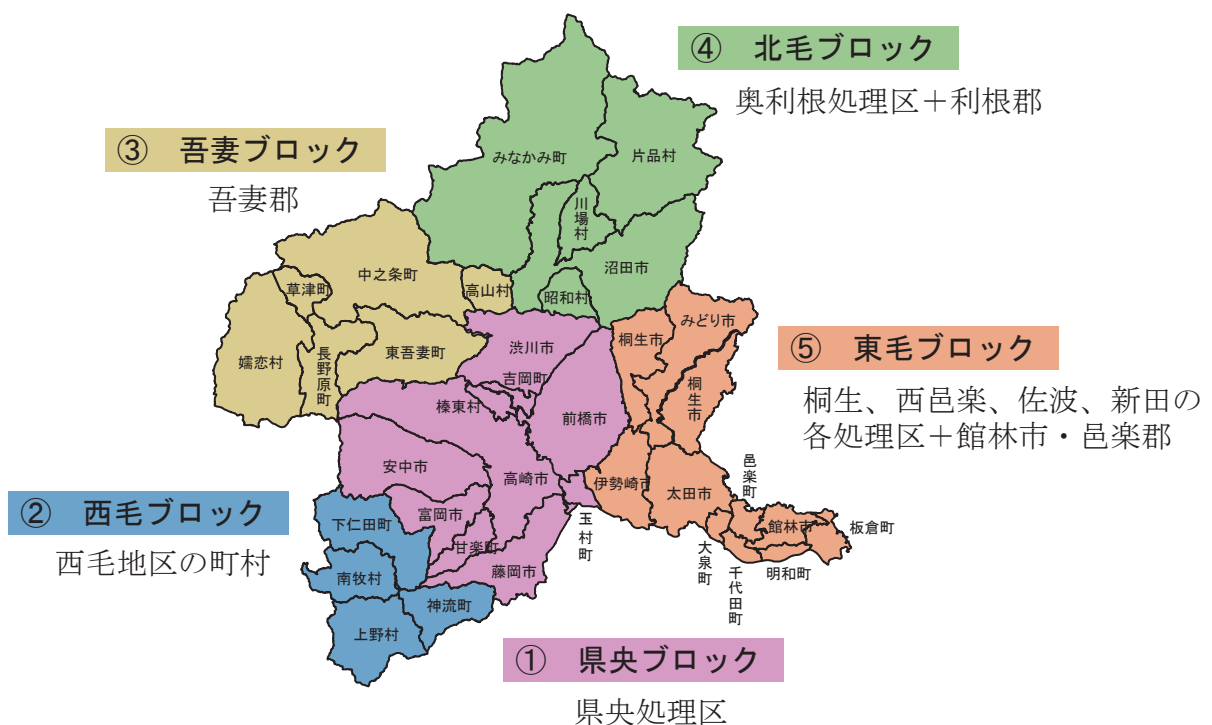 ④ 北毛ブロック
奥利根処理区＋利根郡
③ 吾妻ブロック
吾妻郡
みなかみ町
片品村
川場村
沼田市
昭和村
中之条町
草津町
高山村
嬬恋村
長野原町
東吾妻町
渋川市
吉岡町
榛東村
前橋市
桐生市
みどり市
桐生市
⑤ 東毛ブロック
桐生、西邑楽、佐波、新田の
各処理区＋館林市・邑楽郡
安中市
高崎市
伊勢崎市
太田市
邑楽町
館林市
板倉町
② 西毛ブロック
西毛地区の町村
下仁田町
富岡市
甘楽町
藤岡市
玉村町
大泉町
千代田町
明和町
南牧村
神流町
上野村
① 県央ブロック
県央処理区